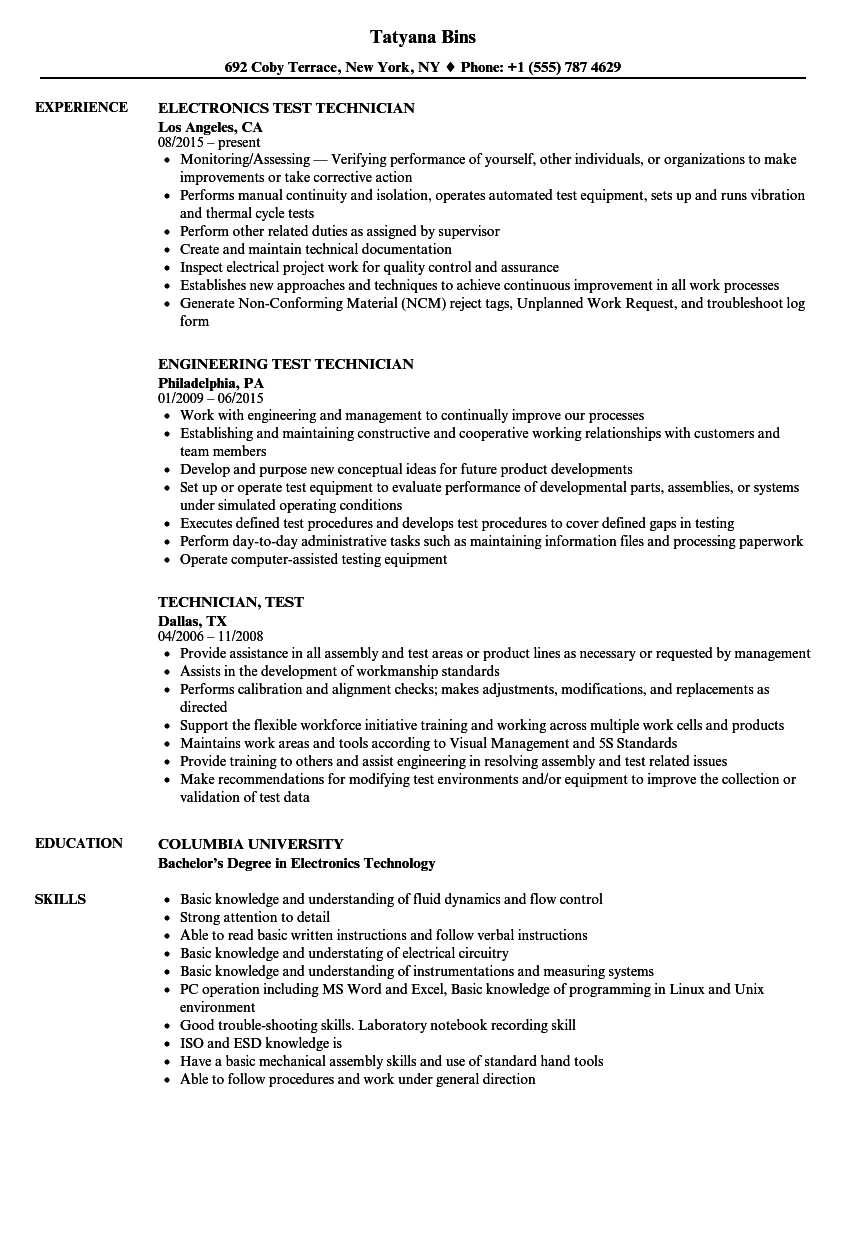 Tatyana Bins
692 Coby Terrace, New York, NY ♦ Phone: +1 (555) 787 4629
EXPERIENCE
ELECTRONICS TEST TECHNICIAN
Los Angeles, CA
08/2015 – present
• Monitoring/Assessing — Verifying performance of yourself, other individuals, or organizations to make
improvements or take corrective action
• Performs manual continuity and isolation, operates automated test equipment, sets up and runs vibration
and thermal cycle tests
• Perform other related duties as assigned by supervisor
• Create and maintain technical documentation
• Inspect electrical project work for quality control and assurance
• Establishes new approaches and techniques to achieve continuous improvement in all work processes
• Generate Non-Conforming Material (NCM) reject tags, Unplanned Work Request, and troubleshoot log
form
ENGINEERING TEST TECHNICIAN
Philadelphia, PA
01/2009 – 06/2015
• Work with engineering and management to continually improve our processes
• Establishing and maintaining constructive and cooperative working relationships with customers and
team members
• Develop and purpose new conceptual ideas for future product developments
• Set up or operate test equipment to evaluate performance of developmental parts, assemblies, or systems
under simulated operating conditions
• Executes defined test procedures and develops test procedures to cover defined gaps in testing
• Perform day-to-day administrative tasks such as maintaining information files and processing paperwork
• Operate computer-assisted testing equipment
TECHNICIAN, TEST
Dallas, TX
04/2006 – 11/2008
• Provide assistance in all assembly and test areas or product lines as necessary or requested by management
• Assists in the development of workmanship standards
• Performs calibration and alignment checks; makes adjustments, modifications, and replacements as
directed
• Support the flexible workforce initiative training and working across multiple work cells and products
• Maintains work areas and tools according to Visual Management and 5S Standards
• Provide training to others and assist engineering in resolving assembly and test related issues
• Make recommendations for modifying test environments and/or equipment to improve the collection or
validation of test data
EDUCATION
COLUMBIA UNIVERSITY
Bachelor's Degree in Electronics Technology
SKILLS
• Basic knowledge and understanding of fluid dynamics and flow control
• Strong attention to detail
• Able to read basic written instructions and follow verbal instructions
• Basic knowledge and understating of electrical circuitry
• Basic knowledge and understanding of instrumentations and measuring systems
• PC operation including MS Word and Excel, Basic knowledge of programming in Linux and Unix
environment
• Good trouble-shooting skills. Laboratory notebook recording skill
• ISO and ESD knowledge is
• Have a basic mechanical assembly skills and use of standard hand tools
• Able to follow procedures and work under general direction